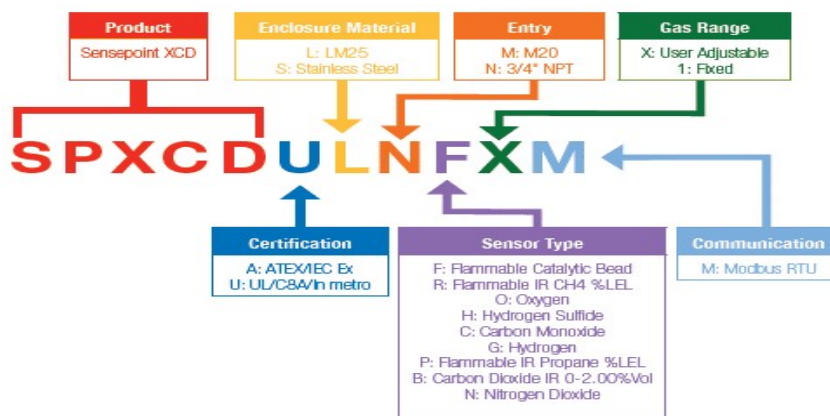 Product
Sensepoint XCD
Enclosure Material
L: LM25
S: Stainless Steel
Entry
M: M20
N: 3/4" NPT
Gas Range
X: User Adjustable
1: Fixed
SPXCDULNFXM
Certification
A: ATEX/IEC Ex
U: UL/CSA/In metro
Sensor Type
F: Flammable Catalytic Bead
R: Flammable IR CH4 %LEL
O: Oxygen
H: Hydrogen Sulfide
C: Carbon Monoxide
G: Hydrogen
P: Flammable IR Propane %LEL
B: Carbon Dioxide IR 0-2.00%Vol
N: Nitrogen Dioxide
Communication
M: Modbus RTU